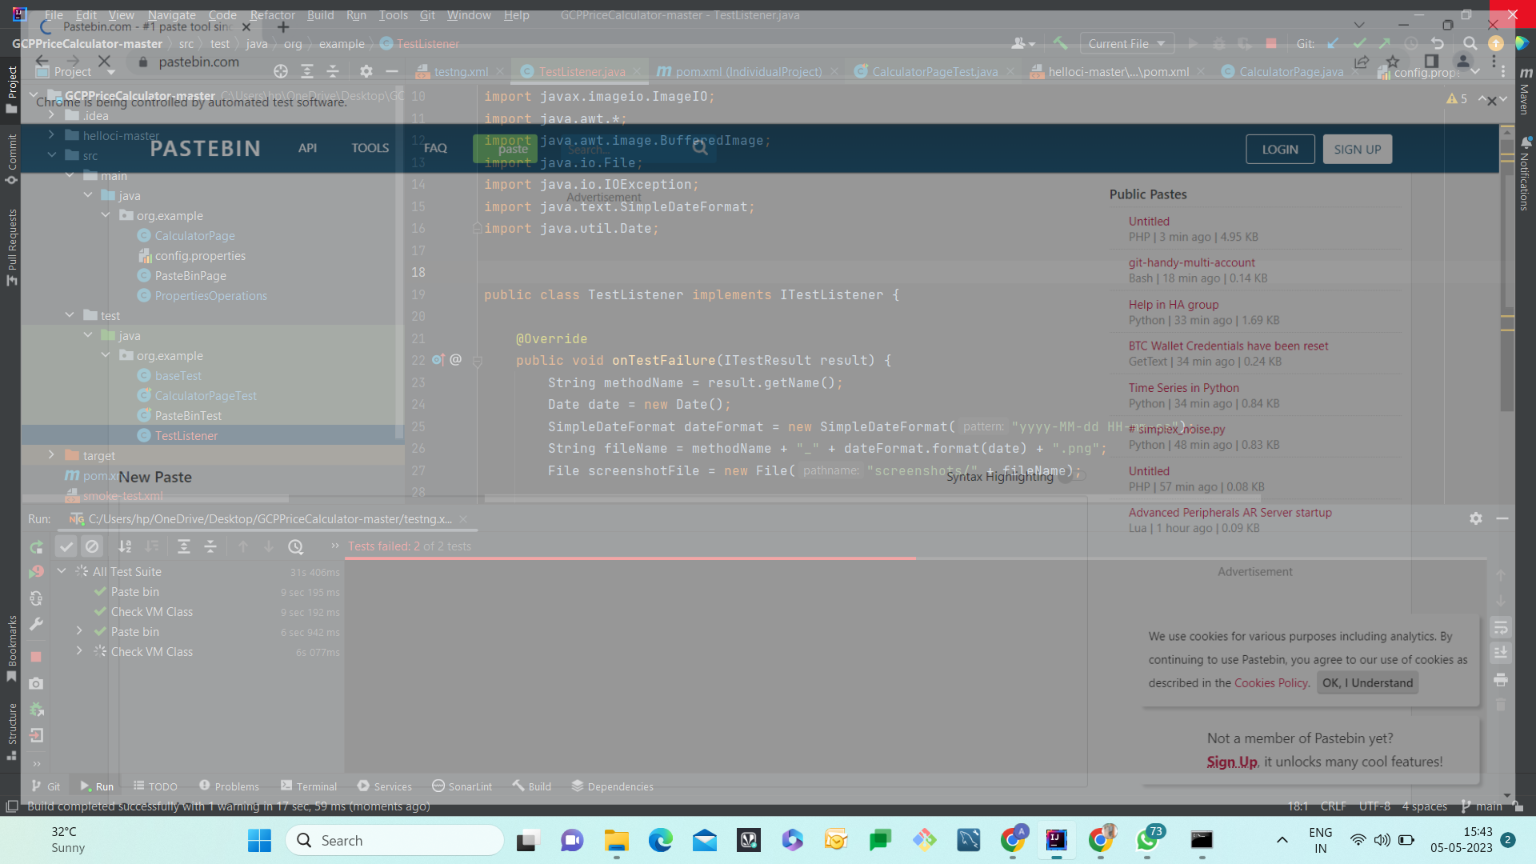 File Edit View Navigate Code Refactor Build Run Tools Git Window Help GCPPriceCalculator-master - TestListener.java
Pastebin.com - #1 paste tool sinc
GCPPriceCalculator-master src test java org example TestListener
Current File Git:
pastebin.com
Project
testng.xml TestListener.java pom.xml (IndividualProject) CalculatorPageTest.java helloci-master\...\pom.xml CalculatorPage.java config.prop
GCPPriceCalculator-master C:\Users\hp\OneDrive\Desktop\GC
Chrome is being controlled by automated test software.
.idea
helloci-master
src
main
java
org.example
CalculatorPage
config.properties
PasteBinPage
PropertiesOperations
test
java
org.example
baseTest
CalculatorPageTest
PasteBinTest
TestListener
target
pom.x
smoke-test.xml
PASTEBIN API TOOLS FAQ paste Search... LOGIN SIGN UP
Advertisement
10 import javax.imageio.ImageIO;
11 import java.awt.*;
12 import java.awt.image.BufferedImage;
13 import java.io.File;
14 import java.io.IOException;
15 import java.text.SimpleDateFormat;
16 import java.util.Date;
17
18
19 public class TestListener implements ITestListener {
20
21 @Override
22 public void onTestFailure(ITestResult result) {
23 String methodName = result.getName();
24 Date date = new Date();
25 SimpleDateFormat dateFormat = new SimpleDateFormat( pattern: "yyyy-MM-dd
26 String fileName = methodName + "_" + dateFormat.format(date) + ".png";
27 File screenshotFile = new File( pathname: "screenshots/" + fileName);
28
5
Public Pastes
Untitled
PHP | 3 min ago | 4.95 KB
git-handy-multi-account
Bash | 18 min ago | 0.14 KB
Help in HA group
Python | 33 min ago | 1.69 KB
BTC Wallet Credentials have been reset
GetText | 34 min ago | 0.24 KB
Time Series in Python
Python | 34 min ago | 0.84 KB
# simplex_noise.py
Python | 48 min ago | 0.83 KB
Untitled
PHP | 57 min ago | 0.08 KB
Advanced Peripherals AR Server startup
Lua | 1 hour ago | 0.09 KB
Advertisement
New Paste
Syntax Highlighting
Run: C:/Users/hp/OneDrive/Desktop/GCPPriceCalculator-master/testng.x...
Tests failed: 2 of 2 tests
All Test Suite 31s 406ms
Paste bin 9 sec 195 ms
Check VM Class 9 sec 192 ms
Paste bin 6 sec 942 ms
Check VM Class 6s 077ms
We use cookies for various purposes including analytics. By
continuing to use Pastebin, you agree to our use of cookies as
described in the Cookies Policy. OK, I Understand
Not a member of Pastebin yet?
Sign Up, it unlocks many cool features!
Project
Commit
Pull Requests
Bookmarks
Structure
Maven
Notifications
Git Run TODO Problems Terminal Services SonarLint Build Dependencies
Build completed successfully with 1 warning in 17 sec, 59 ms (moments ago) 18:1 CRLF UTF-8 4 spaces main
32°C
Sunny
Search
73
ENG
IN
15:43
05-05-2023
2